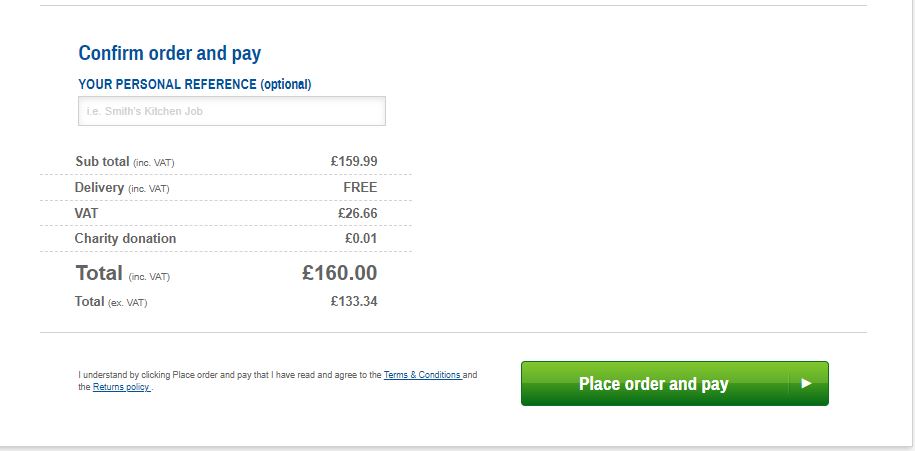 Confirm order and pay
YOUR PERSONAL REFERENCE (optional)
i.e. Smith's Kitchen Job
Sub total (inc. VAT) £159.99
Delivery (inc. VAT) FREE
VAT £26.66
Charity donation £0.01
Total (inc. VAT) £160.00
Total (ex. VAT) £133.34
I understand by clicking Place order and pay that I have read and agree to the Terms & Conditions and
the Returns policy .
Place order and pay